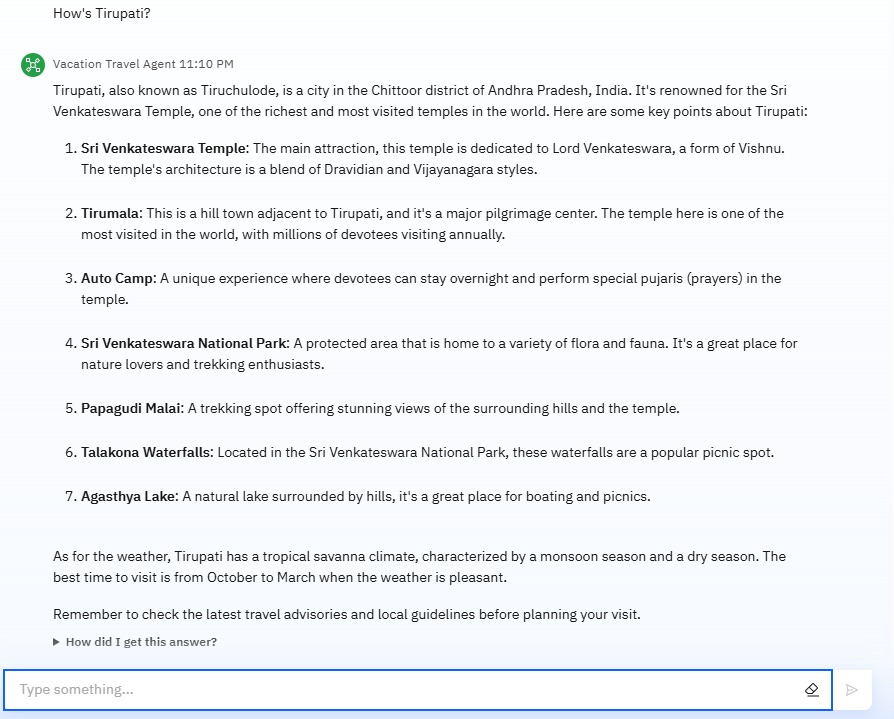 How's Tirupati?
Vacation Travel Agent 11:10 PM
Tirupati, also known as Tiruchulode, is a city in the Chittoor district of Andhra Pradesh, India. It's renowned for the Sri
Venkateswara Temple, one of the richest and most visited temples in the world. Here are some key points about Tirupati:
1. Sri Venkateswara Temple: The main attraction, this temple is dedicated to Lord Venkateswara, a form of Vishnu.
The temple's architecture is a blend of Dravidian and Vijayanagara styles.
2. Tirumala: This is a hill town adjacent to Tirupati, and it's a major pilgrimage center. The temple here is one of the
most visited in the world, with millions of devotees visiting annually.
3. Auto Camp: A unique experience where devotees can stay overnight and perform special pujaris (prayers) in the
temple.
4. Sri Venkateswara National Park: A protected area that is home to a variety of flora and fauna. It's a great place for
nature lovers and trekking enthusiasts.
5. Papagudi Malai: A trekking spot offering stunning views of the surrounding hills and the temple.
6. Talakona Waterfalls: Located in the Sri Venkateswara National Park, these waterfalls are a popular picnic spot.
7. Agasthya Lake: A natural lake surrounded by hills, it's a great place for boating and picnics.
As for the weather, Tirupati has a tropical savanna climate, characterized by a monsoon season and a dry season. The
best time to visit is from October to March when the weather is pleasant.
Remember to check the latest travel advisories and local guidelines before planning your visit.
How did I get this answer?
Type something...